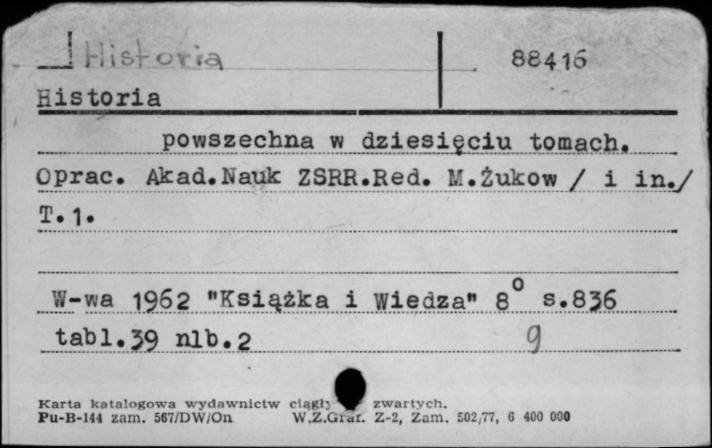 Historia 88416
Historia
powszechna w dziesięciu tomach.
Oprac. Akad.Nauk ZSRR.Red. M.Żukow / i in./
T.1.
W-wa 1962 "Książka i Wiedza" 8° s.836
tabl.39 nlb.2 9
Karta katalogowa wydawnictw zwartych.
Pu-B-144 zam. 567/DW/On W.Z.Graf. Z-2, Zam. 502/77, 6 400 000